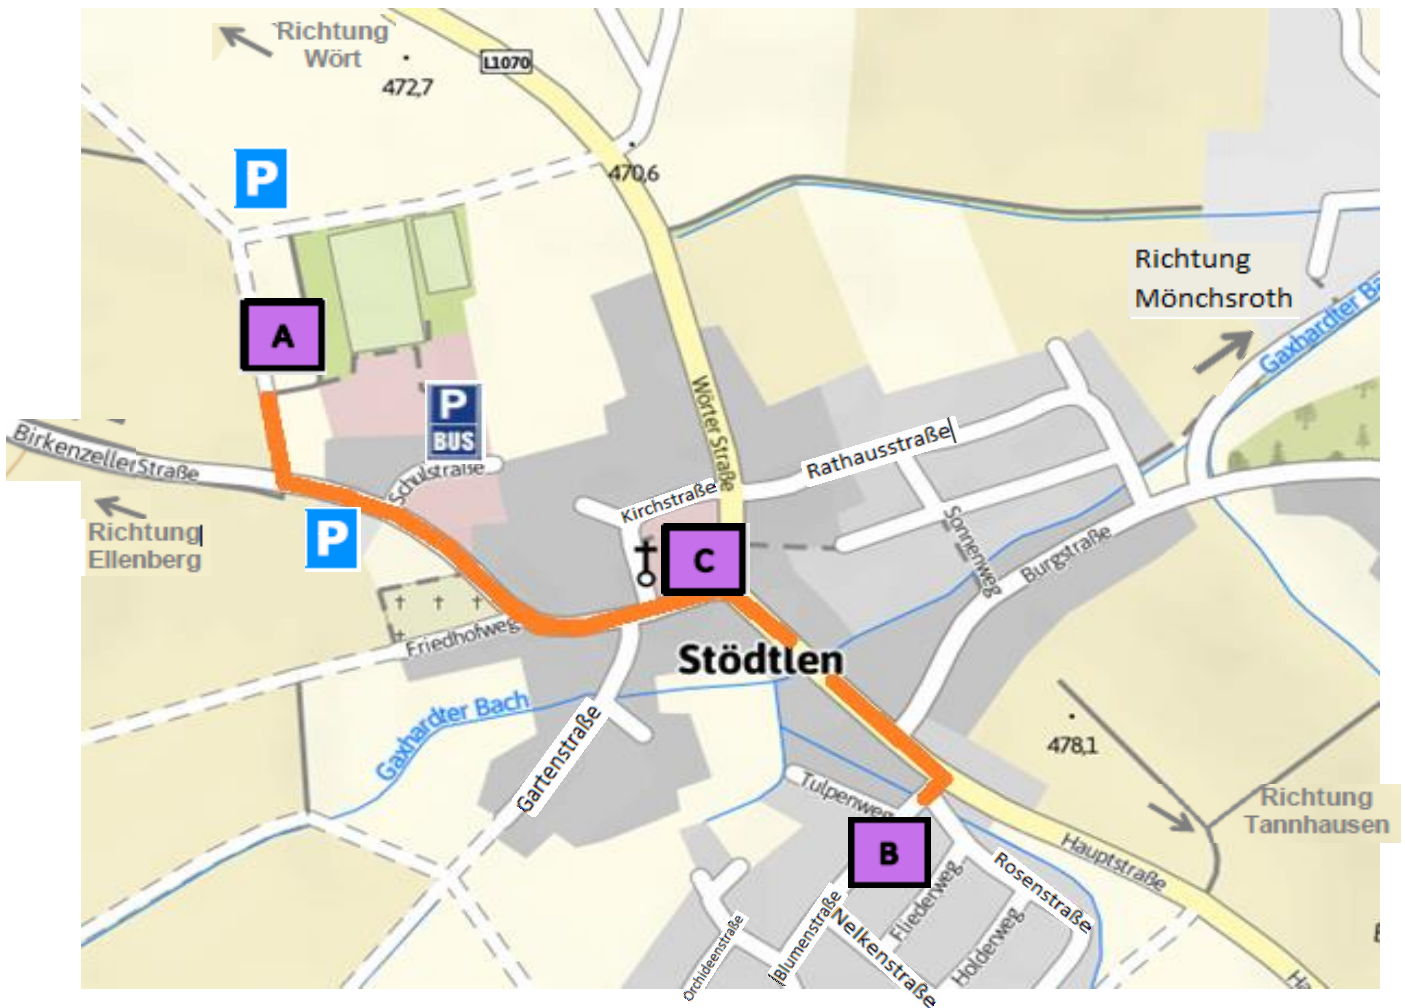 Richtung
Wört
472,7
L1070
P
470,6
Richtung
Mönchsroth
Gaxhardter Ba
A
P
BUS
Wörter Straße
Birkenzeller Straße
Schulstraße
Rathausstraße
Kirchstraße
Richtung
Ellenberg
P
C
Sonnenweg
Burgstraße
Friedhofweg
Stödtlen
Gaxhardter Bach
Gartenstraße
478,1
Tulpenweg
Richtung
Tannhausen
B
Hauptstraße
Rosenstraße
Fliederweg
Blumenstraße
Nelkenstraße
Holderweg
Orchideenstraße
Ha